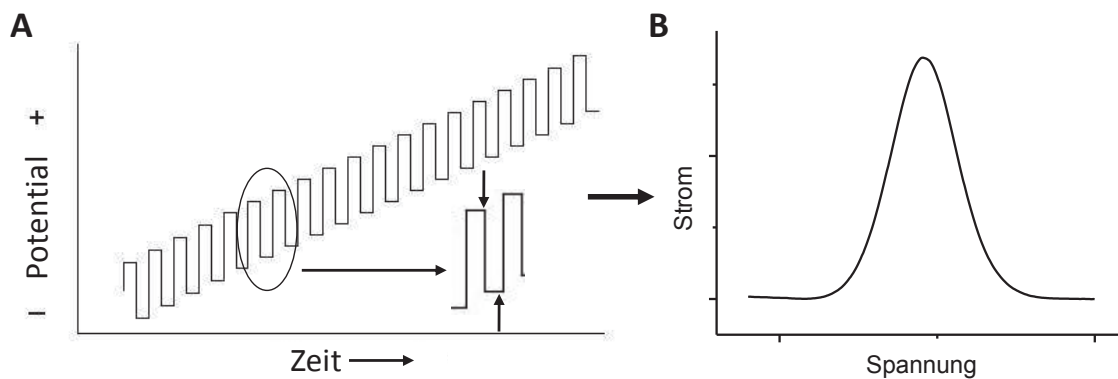 A
Potential
+
I
Zeit
B
Strom
Spannung